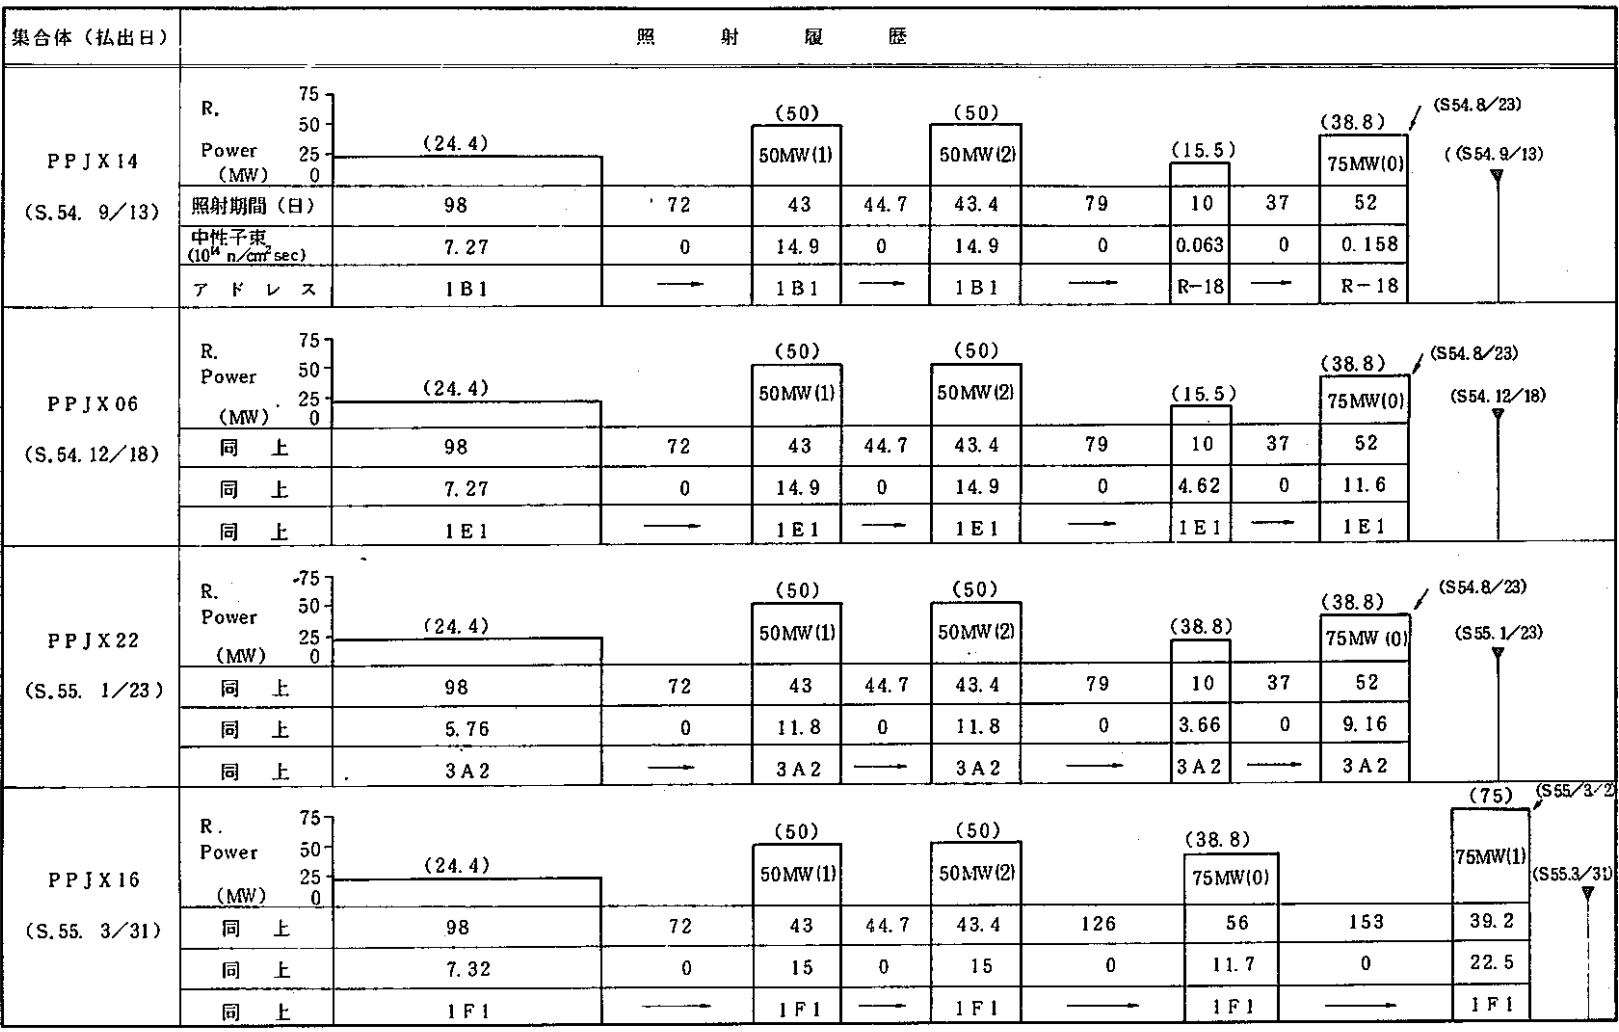 集合体（払出日） 照 射 履 歴
PPJX14
(S.54. 9/13)
R. Power (MW) 75 50 25 0
(24.4) (50) (50) (15.5) (38.8) (S54.8/23)
50MW(1) 50MW(2) 75MW(0) ((S54.9/13)
照射期間（日） 98 72 43 44.7 43.4 79 10 37 52
中性子束 (10¹⁴ n/cm² sec) 7.27 0 14.9 0 14.9 0 0.063 0 0.158
アドレス 1B1 → 1B1 → 1B1 → R-18 → R-18
PPJX06
(S.54.12/18)
R. Power (MW) 75 50 25 0
(24.4) (50) (50) (15.5) (38.8) (S54.8/23)
50MW(1) 50MW(2) 75MW(0) (S54.12/18)
同 上 98 72 43 44.7 43.4 79 10 37 52
同 上 7.27 0 14.9 0 14.9 0 4.62 0 11.6
同 上 1E1 → 1E1 → 1E1 → 1E1 → 1E1
PPJX22
(S.55. 1/23)
R. Power (MW) 75 50 25 0
(24.4) (50) (50) (38.8) (38.8) (S54.8/23)
50MW(1) 50MW(2) 75MW(0) (S55.1/23)
同 上 98 72 43 44.7 43.4 79 10 37 52
同 上 5.76 0 11.8 0 11.8 0 3.66 0 9.16
同 上 3A2 → 3A2 → 3A2 → 3A2 → 3A2
PPJX16
(S.55. 3/31)
R. Power (MW) 75 50 25 0
(24.4) (50) (50) (38.8) (75) (S55/3/2)
50MW(1) 50MW(2) 75MW(0) 75MW(1) (S55.3/31)
同 上 98 72 43 44.7 43.4 126 56 153 39.2
同 上 7.32 0 15 0 15 0 11.7 0 22.5
同 上 1F1 → 1F1 → 1F1 → 1F1 → 1F1